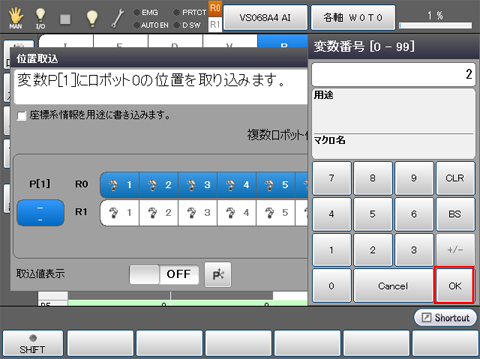 MAN
I/O
EMG
AUTO EN
PRTCT
D SW
R0
R1
VS068A4 AI
各軸 W0T0
1 %
位置取込
変数P[1]にロボット0の位置を取り込みます。
座標系情報を用途に書き込みます。
複数ロボット
P[1]
R0
1
2
3
4
5
R1
1
2
3
4
5
取込値表示
OFF
変数番号 [0 - 99]
2
用途
マクロ名
7
8
9
CLR
4
5
6
BS
1
2
3
+/-
0
Cancel
OK
Shortcut
SHIFT